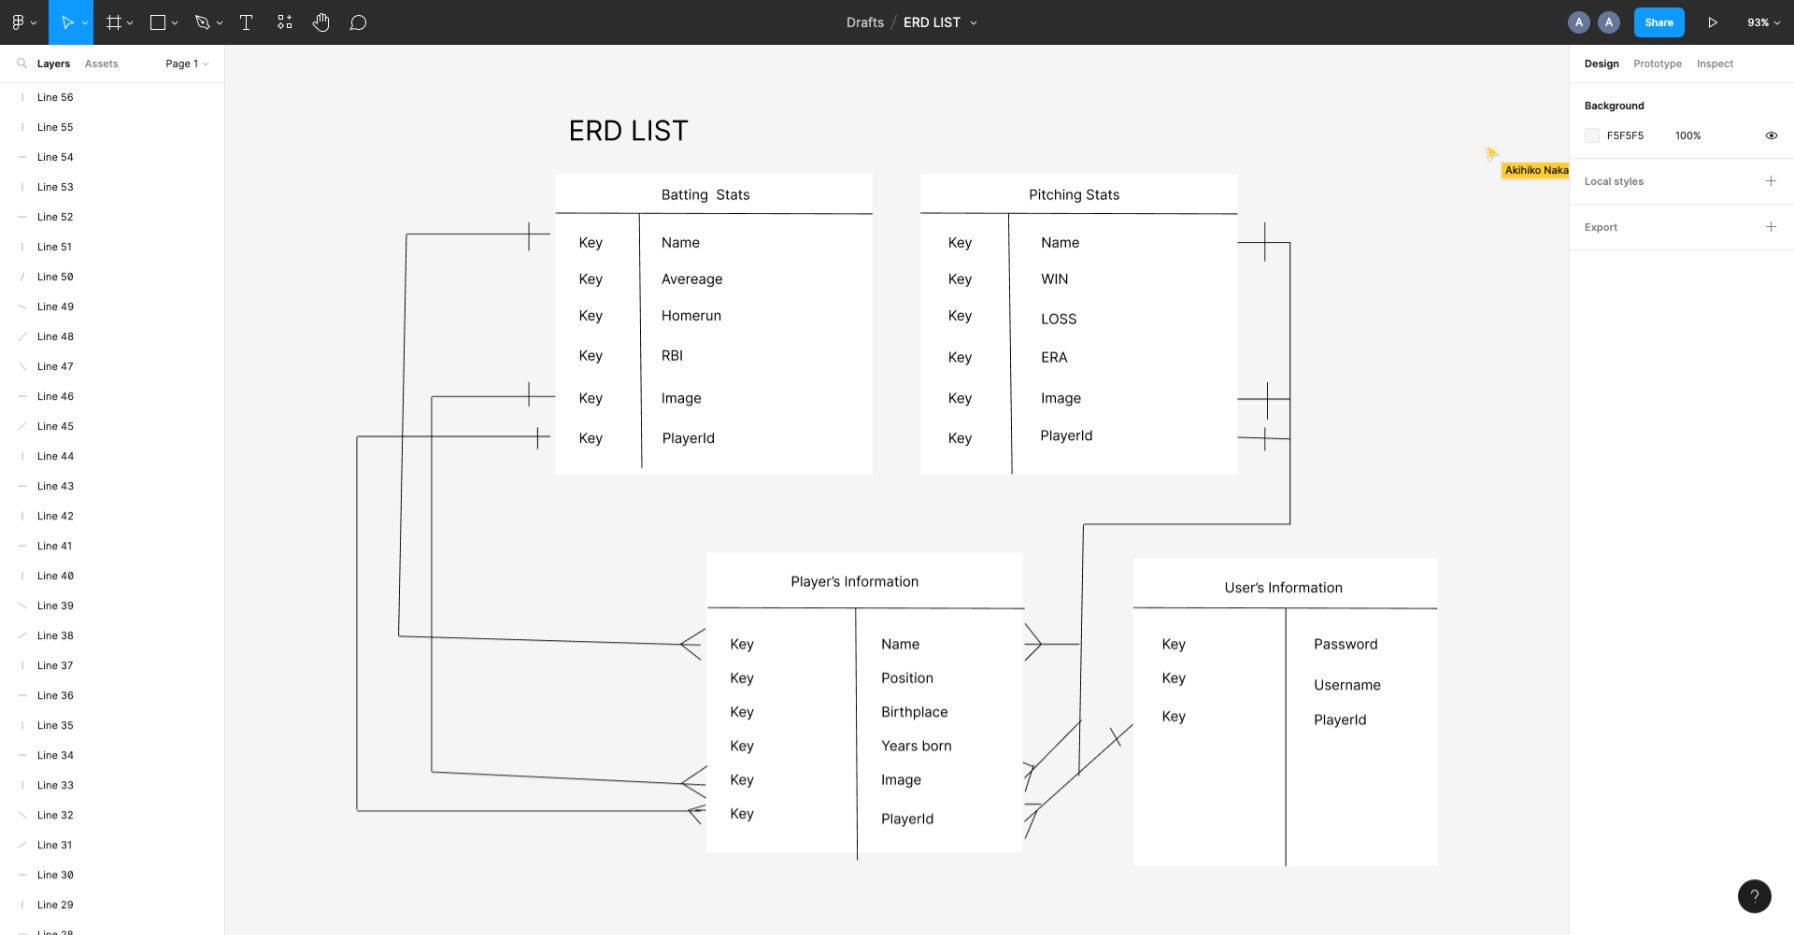 Drafts / ERD LIST
A A Share 93%
Layers Assets Page 1
Line 56
Line 55
Line 54
Line 53
Line 52
Line 51
Line 50
Line 49
Line 48
Line 47
Line 46
Line 45
Line 44
Line 43
Line 42
Line 41
Line 40
Line 39
Line 38
Line 37
Line 36
Line 35
Line 34
Line 33
Line 32
Line 31
Line 30
Line 29
Line 28
ERD LIST
Batting Stats
Key Name
Key Avereage
Key Homerun
Key RBI
Key Image
Key PlayerId
Pitching Stats
Key Name
Key WIN
Key LOSS
Key ERA
Key Image
Key PlayerId
Player's Information
Key Name
Key Position
Key Birthplace
Key Years born
Key Image
Key PlayerId
User's Information
Key Password
Key Username
Key PlayerId
Akihiko Naka
Design Prototype Inspect
Background
F5F5F5 100%
Local styles
Export
?